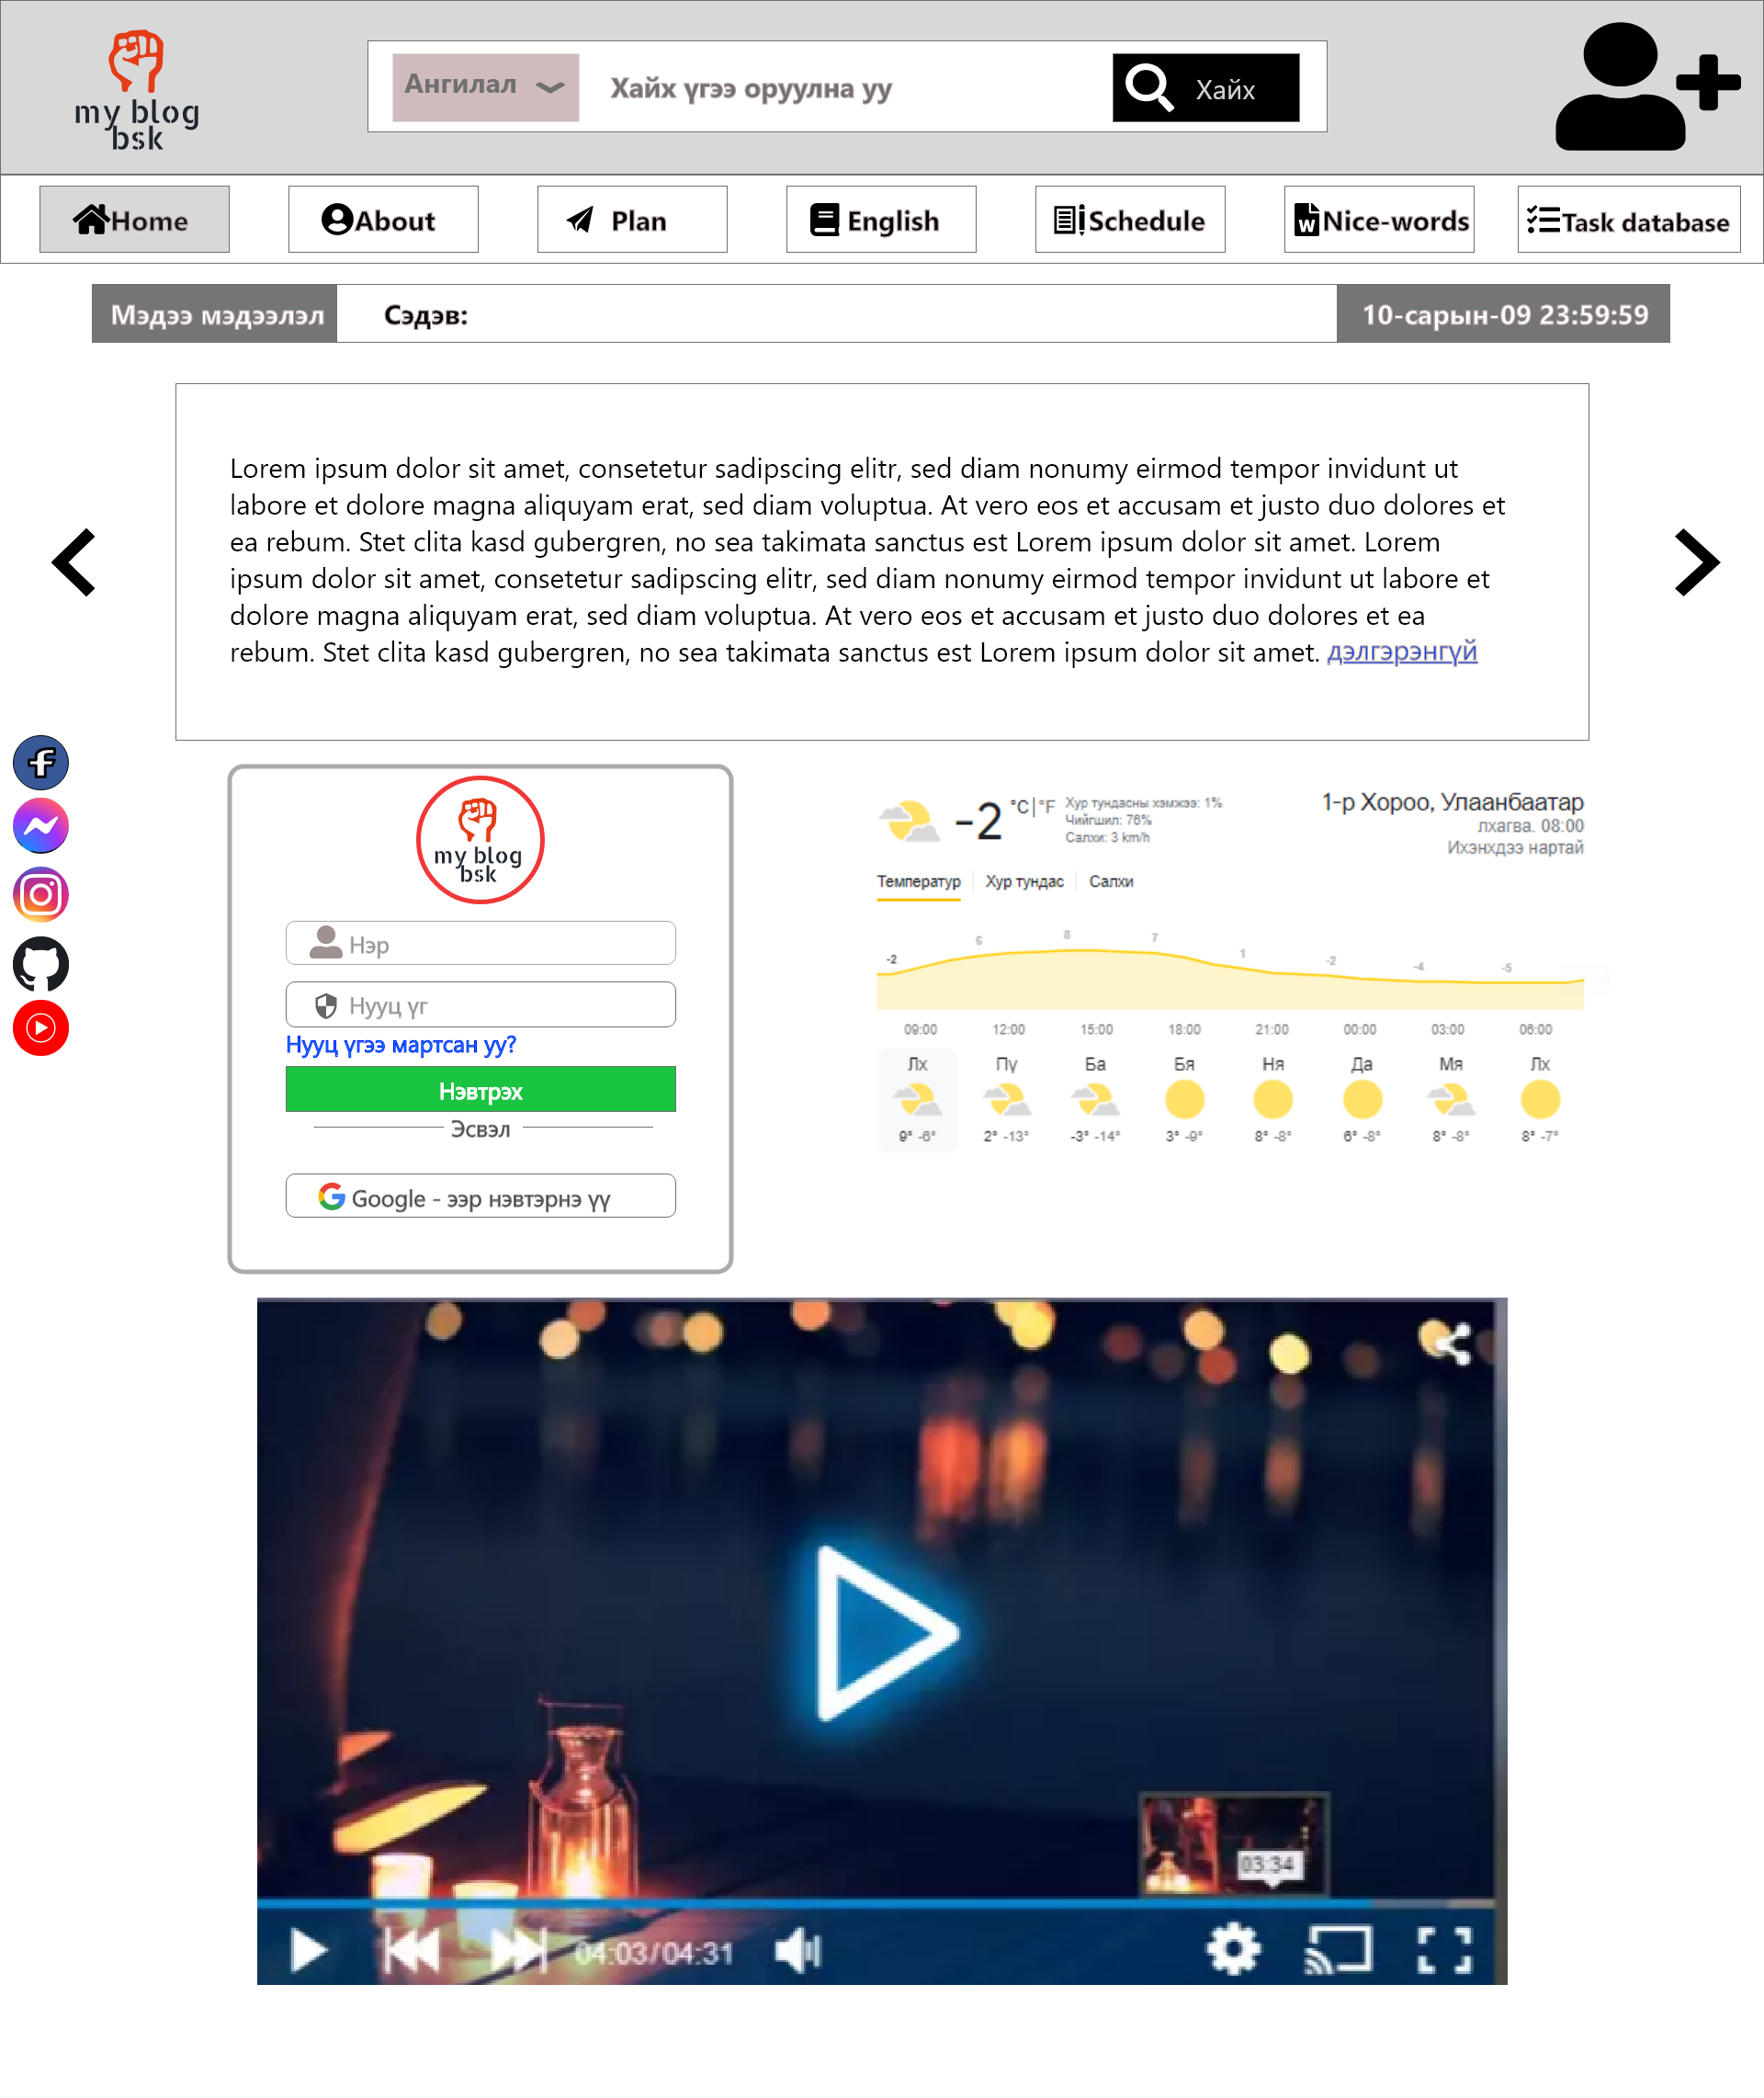 my blog
bsk
Ангилал
Хайх үгээ оруулна уу
Хайх
Home
About
Plan
English
Schedule
Nice-words
Task database
Мэдээ мэдээлэл
Сэдэв:
10-сарын-09 23:59:59
Lorem ipsum dolor sit amet, consetetur sadipscing elitr, sed diam nonumy eirmod tempor invidunt ut
labore et dolore magna aliquyam erat, sed diam voluptua. At vero eos et accusam et justo duo dolores et
ea rebum. Stet clita kasd gubergren, no sea takimata sanctus est Lorem ipsum dolor sit amet. Lorem
ipsum dolor sit amet, consetetur sadipscing elitr, sed diam nonumy eirmod tempor invidunt ut labore et
dolore magna aliquyam erat, sed diam voluptua. At vero eos et accusam et justo duo dolores et ea
rebum. Stet clita kasd gubergren, no sea takimata sanctus est Lorem ipsum dolor sit amet. дэлгэрэнгүй
my blog
bsk
Нэр
Нууц үг
Нууц үгээ мартсан уу?
Нэвтрэх
Эсвэл
Google - ээр нэвтэрнэ үү
-2 °C|°F
Хур тундасны хэмжээ: 1%
Чийгшил: 76%
Салхи: 3 km/h
1-р Хороо, Улаанбаатар
лхагва. 08:00
Ихэнхдээ нартай
Температур Хур тундас Салхи
-2 6 8 7 1 -2 -4 -5
09:00 12:00 15:00 18:00 21:00 00:00 03:00 06:00
Лх Пү Ба Бя Ня Да Мя Лх
9° -6° 2° -13° -3° -14° 3° -9° 8° -8° 6° -8° 8° -8° 8° -7°
03:34
04:03/04:31